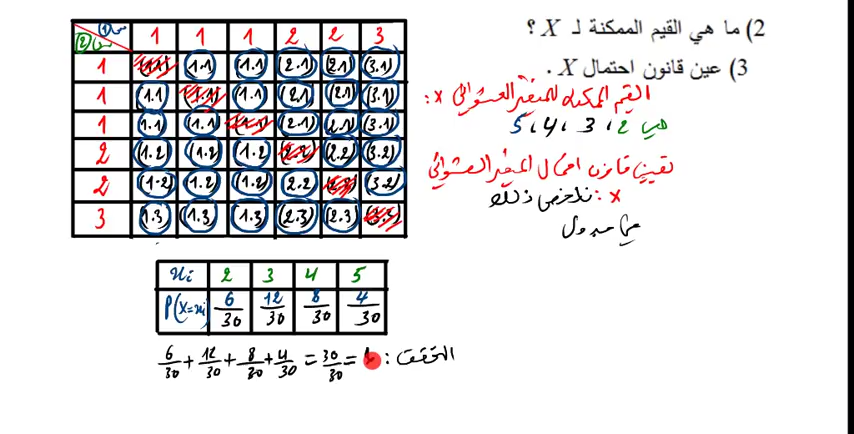 2) ما هي القيم الممكنة لـ X ؟
3) عين قانون احتمال X .
القيم الممكنة للمتغير العشوائي x :
هي 2 ، 3 ، 4 ، 5
تعيين قانون احتمال المتغير العشوائي
x : نلخص ذلك
في جدول
1 1 1 2 2 3
1 (1.1) (1.1) (1.1) (2.1) (2.1) (3.1)
1 (1.1) (1.1) (1.1) (2.1) (2.1) (3.1)
1 (1.1) (1.1) (1.1) (2.1) (2.1) (3.1)
2 (1.2) (1.2) (1.2) (2.2) (2.2) (3.2)
2 (1.2) (1.2) (1.2) (2.2) (2.2) (3.2)
3 (1.3) (1.3) (1.3) (2.3) (2.3) (3.3)
xi 2 3 4 5
P(X=xi) 6/30 12/30 8/30 4/30
التحقق : 6/30 + 12/30 + 8/30 + 4/30 = 30/30 =